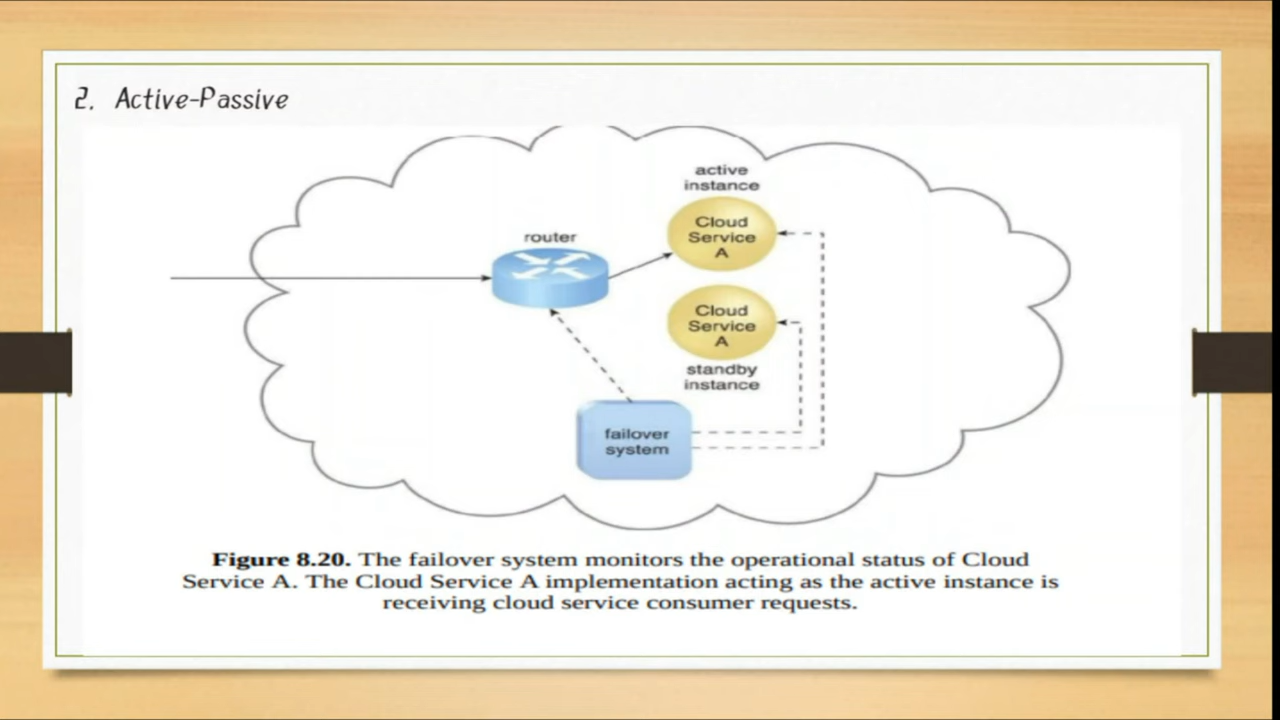 2. Active-Passive
active
instance
Cloud
Service
A
router
Cloud
Service
A
standby
instance
failover
system
Figure 8.20. The failover system monitors the operational status of Cloud
Service A. The Cloud Service A implementation acting as the active instance is
receiving cloud service consumer requests.